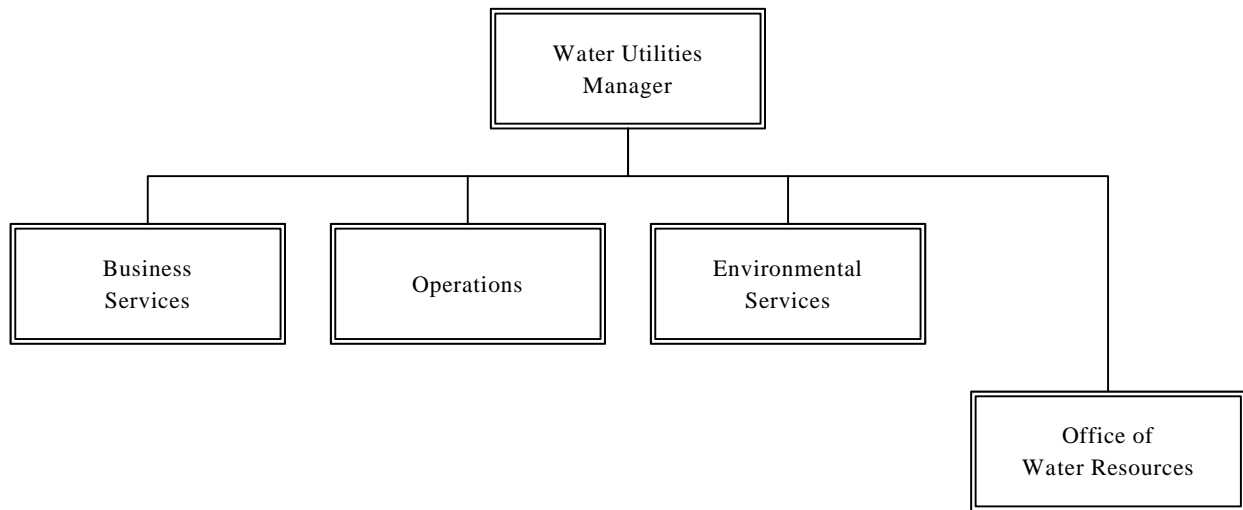 Water Utilities
Manager
Business
Services
Operations
Environmental
Services
Office of
Water Resources